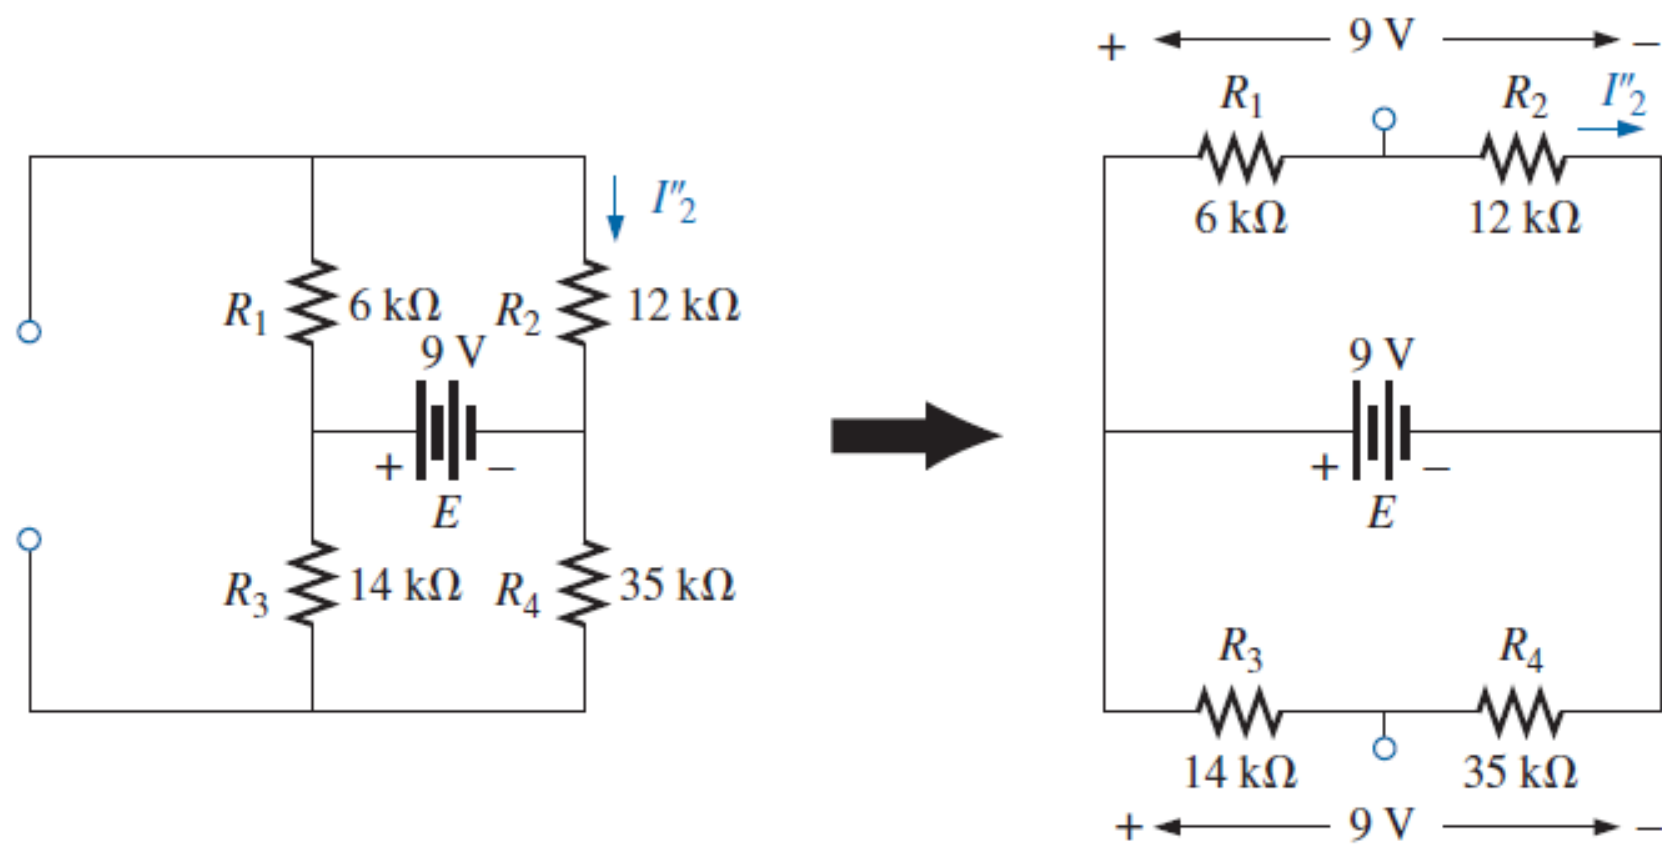 + 9 V −
R1 R2 I″2
6 kΩ 12 kΩ
I″2
R1 6 kΩ R2 12 kΩ
9 V
+ −
E
R3 14 kΩ R4 35 kΩ
9 V
+ −
E
R3 R4
14 kΩ 35 kΩ
+ 9 V −